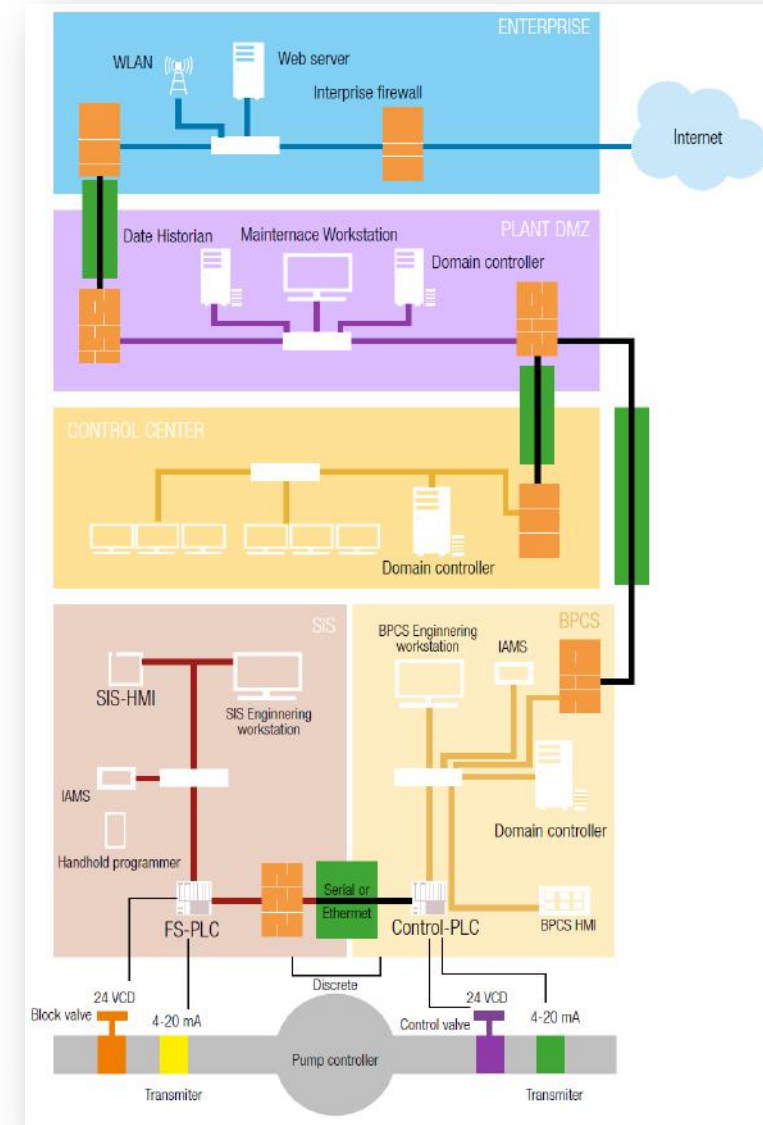 ENTERPRISE
WLAN
Web server
Interprise firewall
Internet
PLANT DMZ
Date Historian
Mainternace Workstation
Domain controller
CONTROL CENTER
Domain controller
SIS
SIS-HMI
SIS Enginnering
workstation
IAMS
Handhold programmer
FS-PLC
Serial or
Ethermet
BPCS
BPCS Enginnering
workstation
IAMS
Domain controller
Control-PLC
BPCS HMI
Discrete
24 VCD
Block valve
4-20 mA
Transmiter
Pump controller
24 VCD
Control valve
4-20 mA
Transmiter